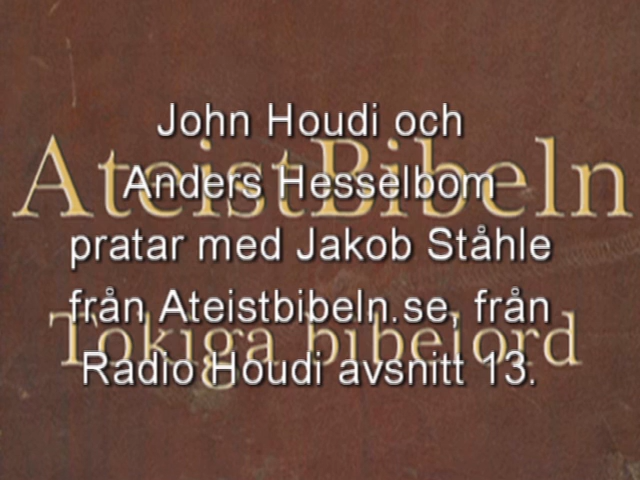 John Houdi och
AteistBibeln
Anders Hesselbom
pratar med Jakob Ståhle
från Ateistbibeln.se, från
Tokiga bibelord
Radio Houdi avsnitt 13.